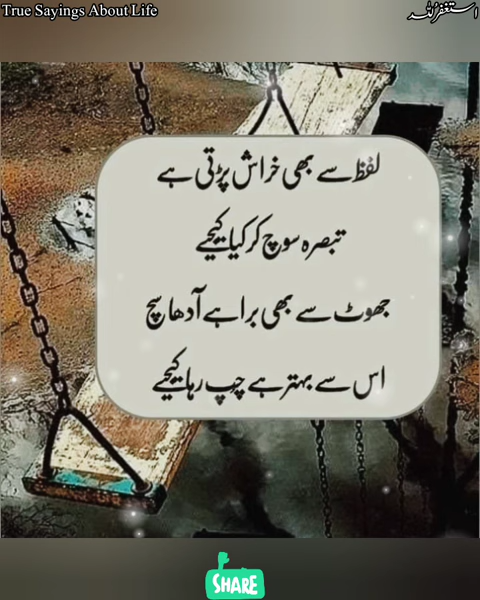 True Sayings About Life
استغفراللہ
لفظ سے بھی خراش پڑتی ہے
تبصرہ سوچ کر کیا کیجیے
جھوٹ سے بھی برا ہے آدھا سچ
اس سے بہتر ہے چپ رہا کیجیے
SHARE